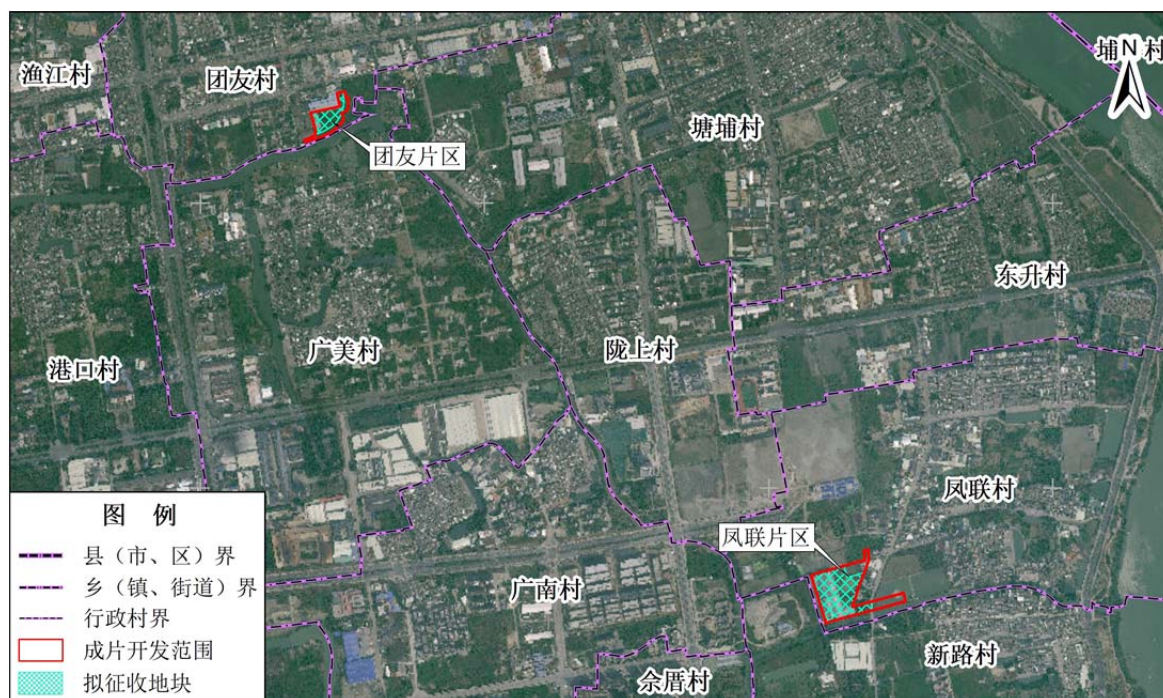 渔江村
团友村
埔 村
N
塘埔村
团友片区
东升村
广美村
陇上村
港口村
凤联村
凤联片区
广南村
新路村
佘厝村
图 例
县（市、区）界
乡（镇、街道）界
行政村界
成片开发范围
拟征收地块